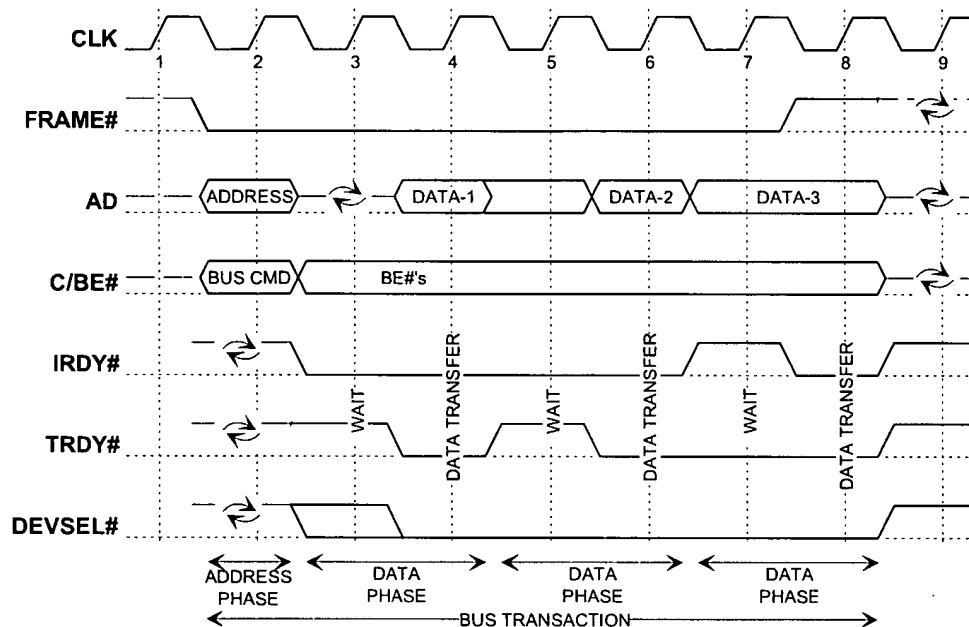 CLK
1 2 3 4 5 6 7 8 9
FRAME#
AD
ADDRESS DATA-1 DATA-2 DATA-3
C/BE#
BUS CMD BE#'s
IRDY#
WAIT
DATA TRANSFER
WAIT
DATA TRANSFER
WAIT
DATA TRANSFER
TRDY#
DEVSEL#
ADDRESS
PHASE
DATA
PHASE
DATA
PHASE
DATA
PHASE
BUS TRANSACTION